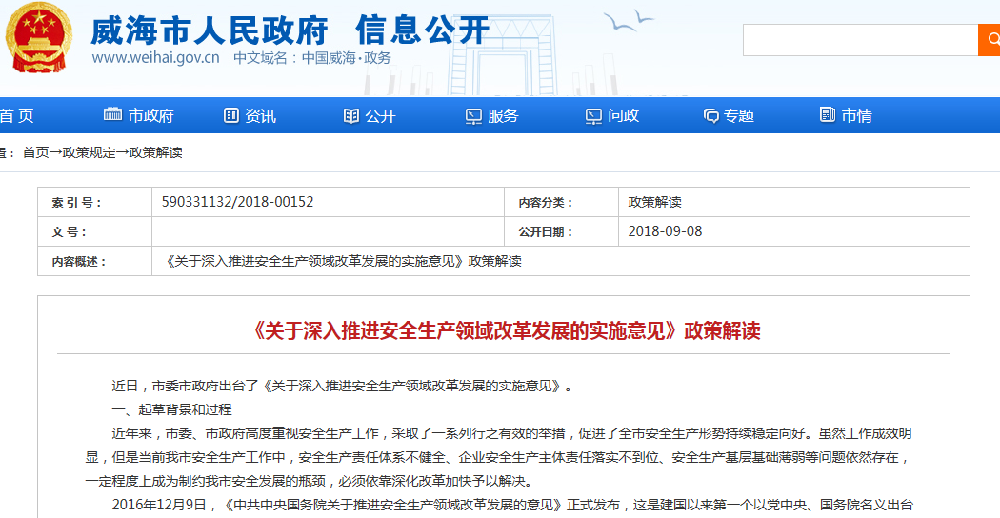 威海市人民政府 信息公开
www.weihai.gov.cn 中文域名：中国威海·政务
首页 市政府 资讯 公开 服务 问政 专题 市情
置： 首页→政策规定→政策解读
索 引 号： 590331132/2018-00152 内容分类： 政策解读
文 号： 公开日期： 2018-09-08
内容概述： 《关于深入推进安全生产领域改革发展的实施意见》政策解读
《关于深入推进安全生产领域改革发展的实施意见》政策解读
近日，市委市政府出台了《关于深入推进安全生产领域改革发展的实施意见》。
一、起草背景和过程
近年来，市委、市政府高度重视安全生产工作，采取了一系列行之有效的举措，促进了全市安全生产形势持续稳定向好。虽然工作成效明
显，但是当前我市安全生产工作中，安全生产责任体系不健全、企业安全生产主体责任落实不到位、安全生产基层基础薄弱等问题依然存在，
一定程度上成为制约我市安全发展的瓶颈，必须依靠深化改革加快予以解决。
2016年12月9日，《中共中央国务院关于推进安全生产领域改革发展的意见》正式发布，这是建国以来第一个以党中央、国务院名义出台